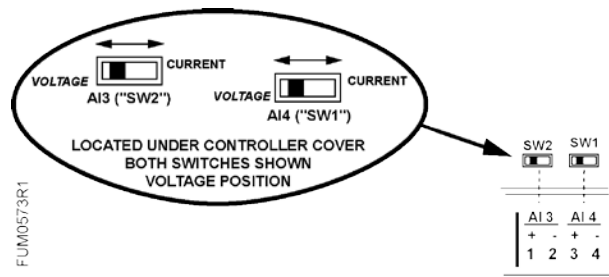 VOLTAGE CURRENT
AI3 ("SW2")
VOLTAGE CURRENT
AI4 ("SW1")
LOCATED UNDER CONTROLLER COVER
BOTH SWITCHES SHOWN
VOLTAGE POSITION
FUM0573R1
SW2 SW1
AI 3 AI 4
+ - + -
1 2 3 4